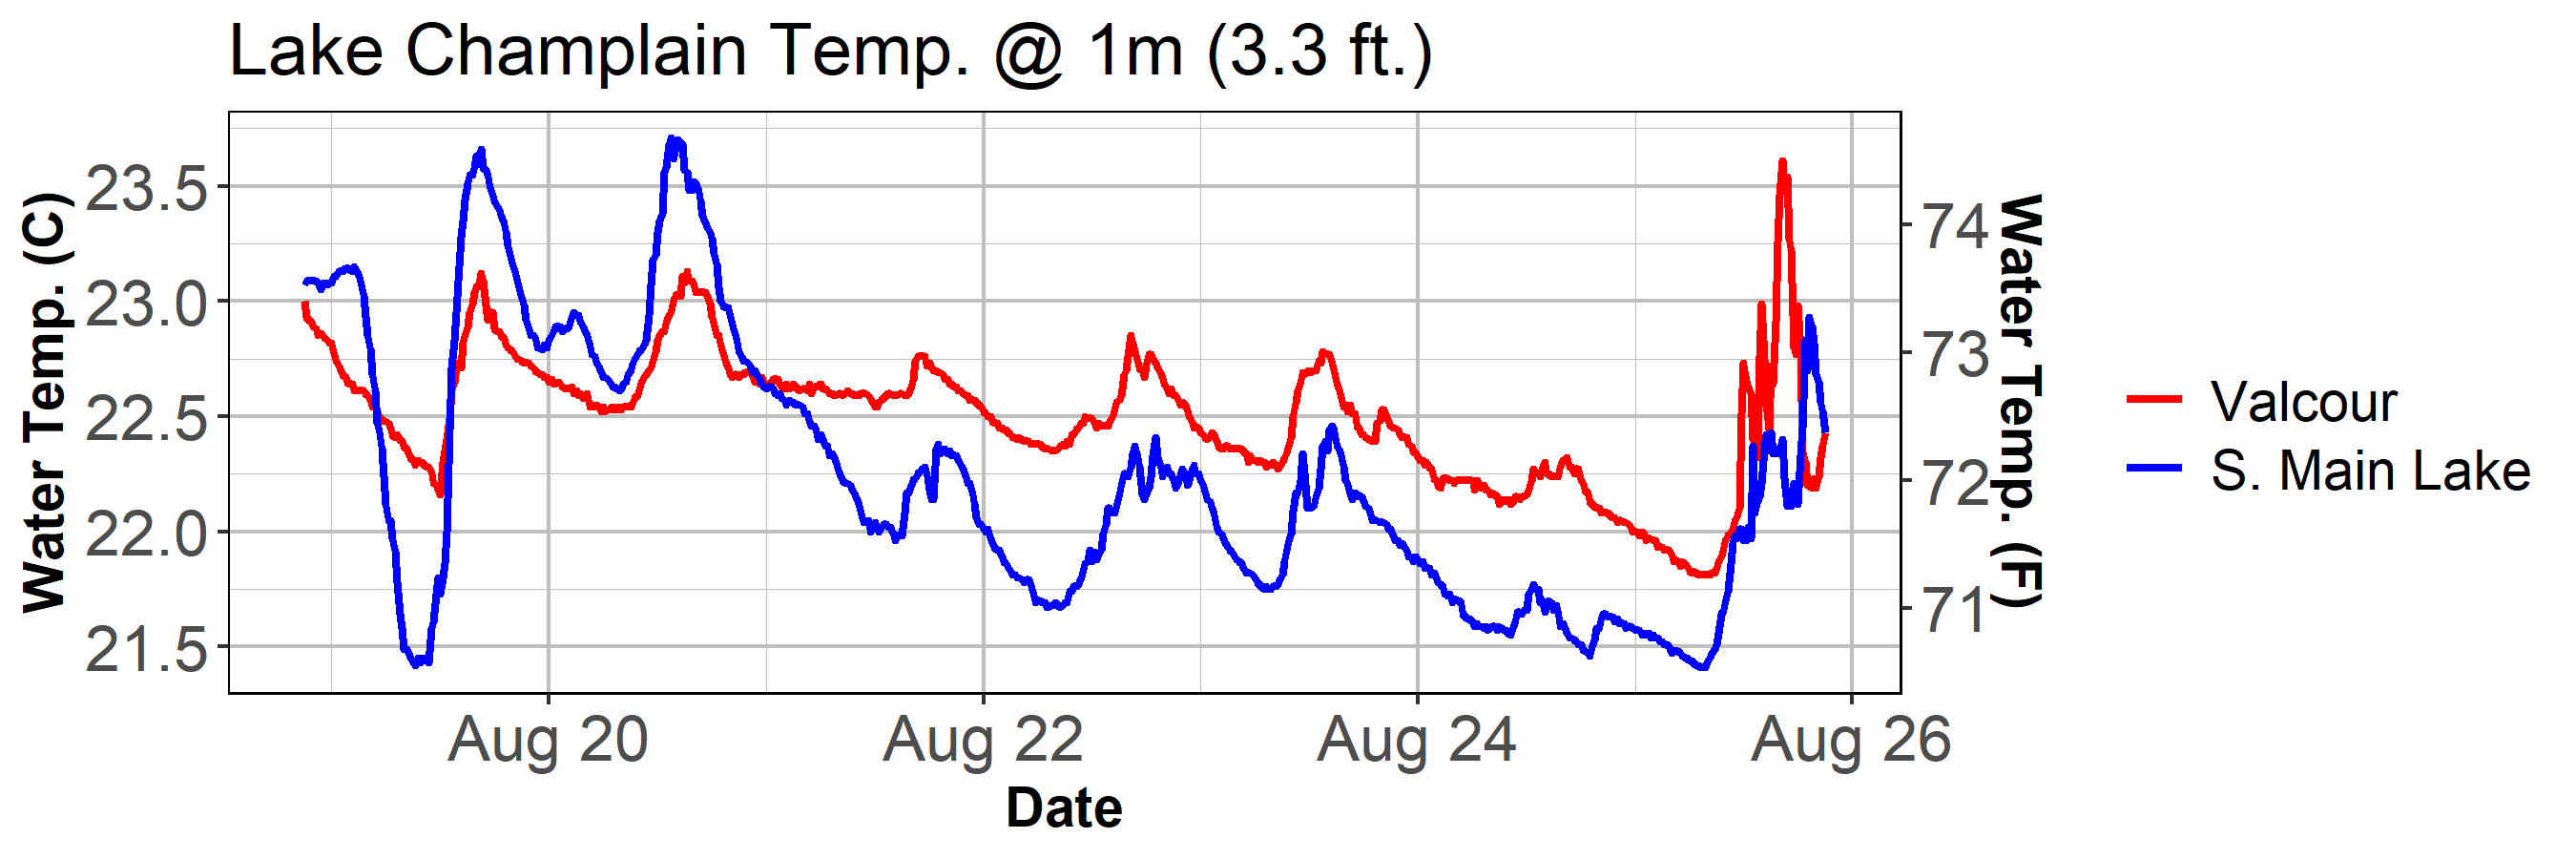 Lake Champlain Temp. @ 1m (3.3 ft.)
Water Temp. (C)
23.5
23.0
22.5
22.0
21.5
74
73
72
71
Water Temp. (F)
Aug 20
Aug 22
Aug 24
Aug 26
Date
Valcour
S. Main Lake